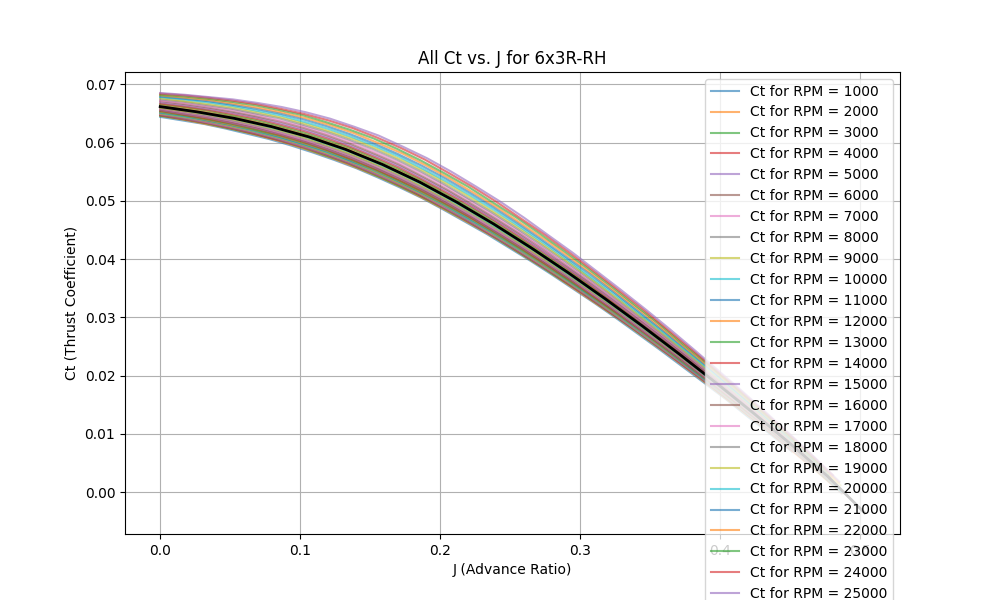 All Ct vs. J for 6x3R-RH
Ct (Thrust Coefficient)
0.07
0.06
0.05
0.04
0.03
0.02
0.01
0.00
0.0
0.1
0.2
0.3
0.4
J (Advance Ratio)
Ct for RPM = 1000
Ct for RPM = 2000
Ct for RPM = 3000
Ct for RPM = 4000
Ct for RPM = 5000
Ct for RPM = 6000
Ct for RPM = 7000
Ct for RPM = 8000
Ct for RPM = 9000
Ct for RPM = 10000
Ct for RPM = 11000
Ct for RPM = 12000
Ct for RPM = 13000
Ct for RPM = 14000
Ct for RPM = 15000
Ct for RPM = 16000
Ct for RPM = 17000
Ct for RPM = 18000
Ct for RPM = 19000
Ct for RPM = 20000
Ct for RPM = 21000
Ct for RPM = 22000
Ct for RPM = 23000
Ct for RPM = 24000
Ct for RPM = 25000